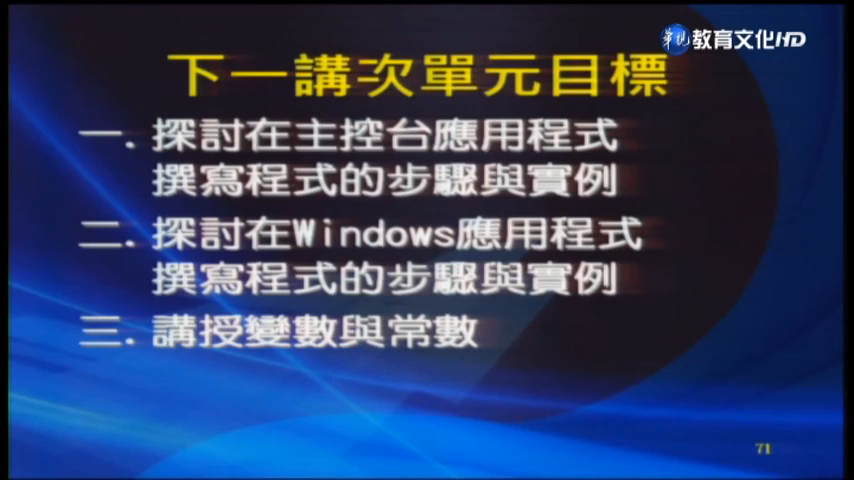 華視 教育文化HD
下一講次單元目標
一. 探討在主控台應用程式
撰寫程式的步驟與實例
二. 探討在Windows應用程式
撰寫程式的步驟與實例
三. 講授變數與常數
71